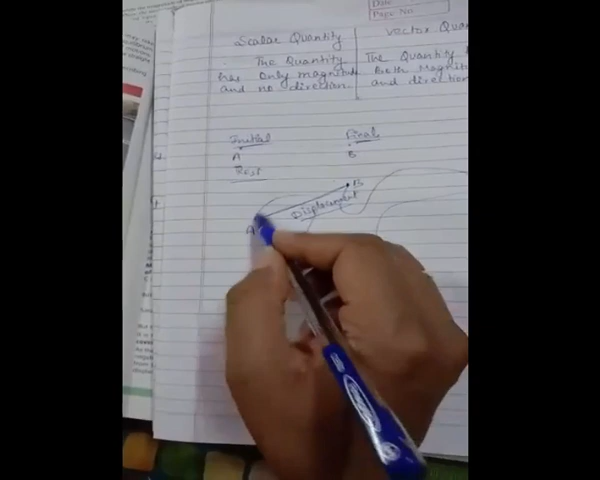 Date
Page No
Scalar Quantity
Vector Quan
The Quantity
has Only magnitude
and no direction.
The Quantity
Both Magnit
and direction
Initial
Final
A
B
Rest
B
Displacement
A